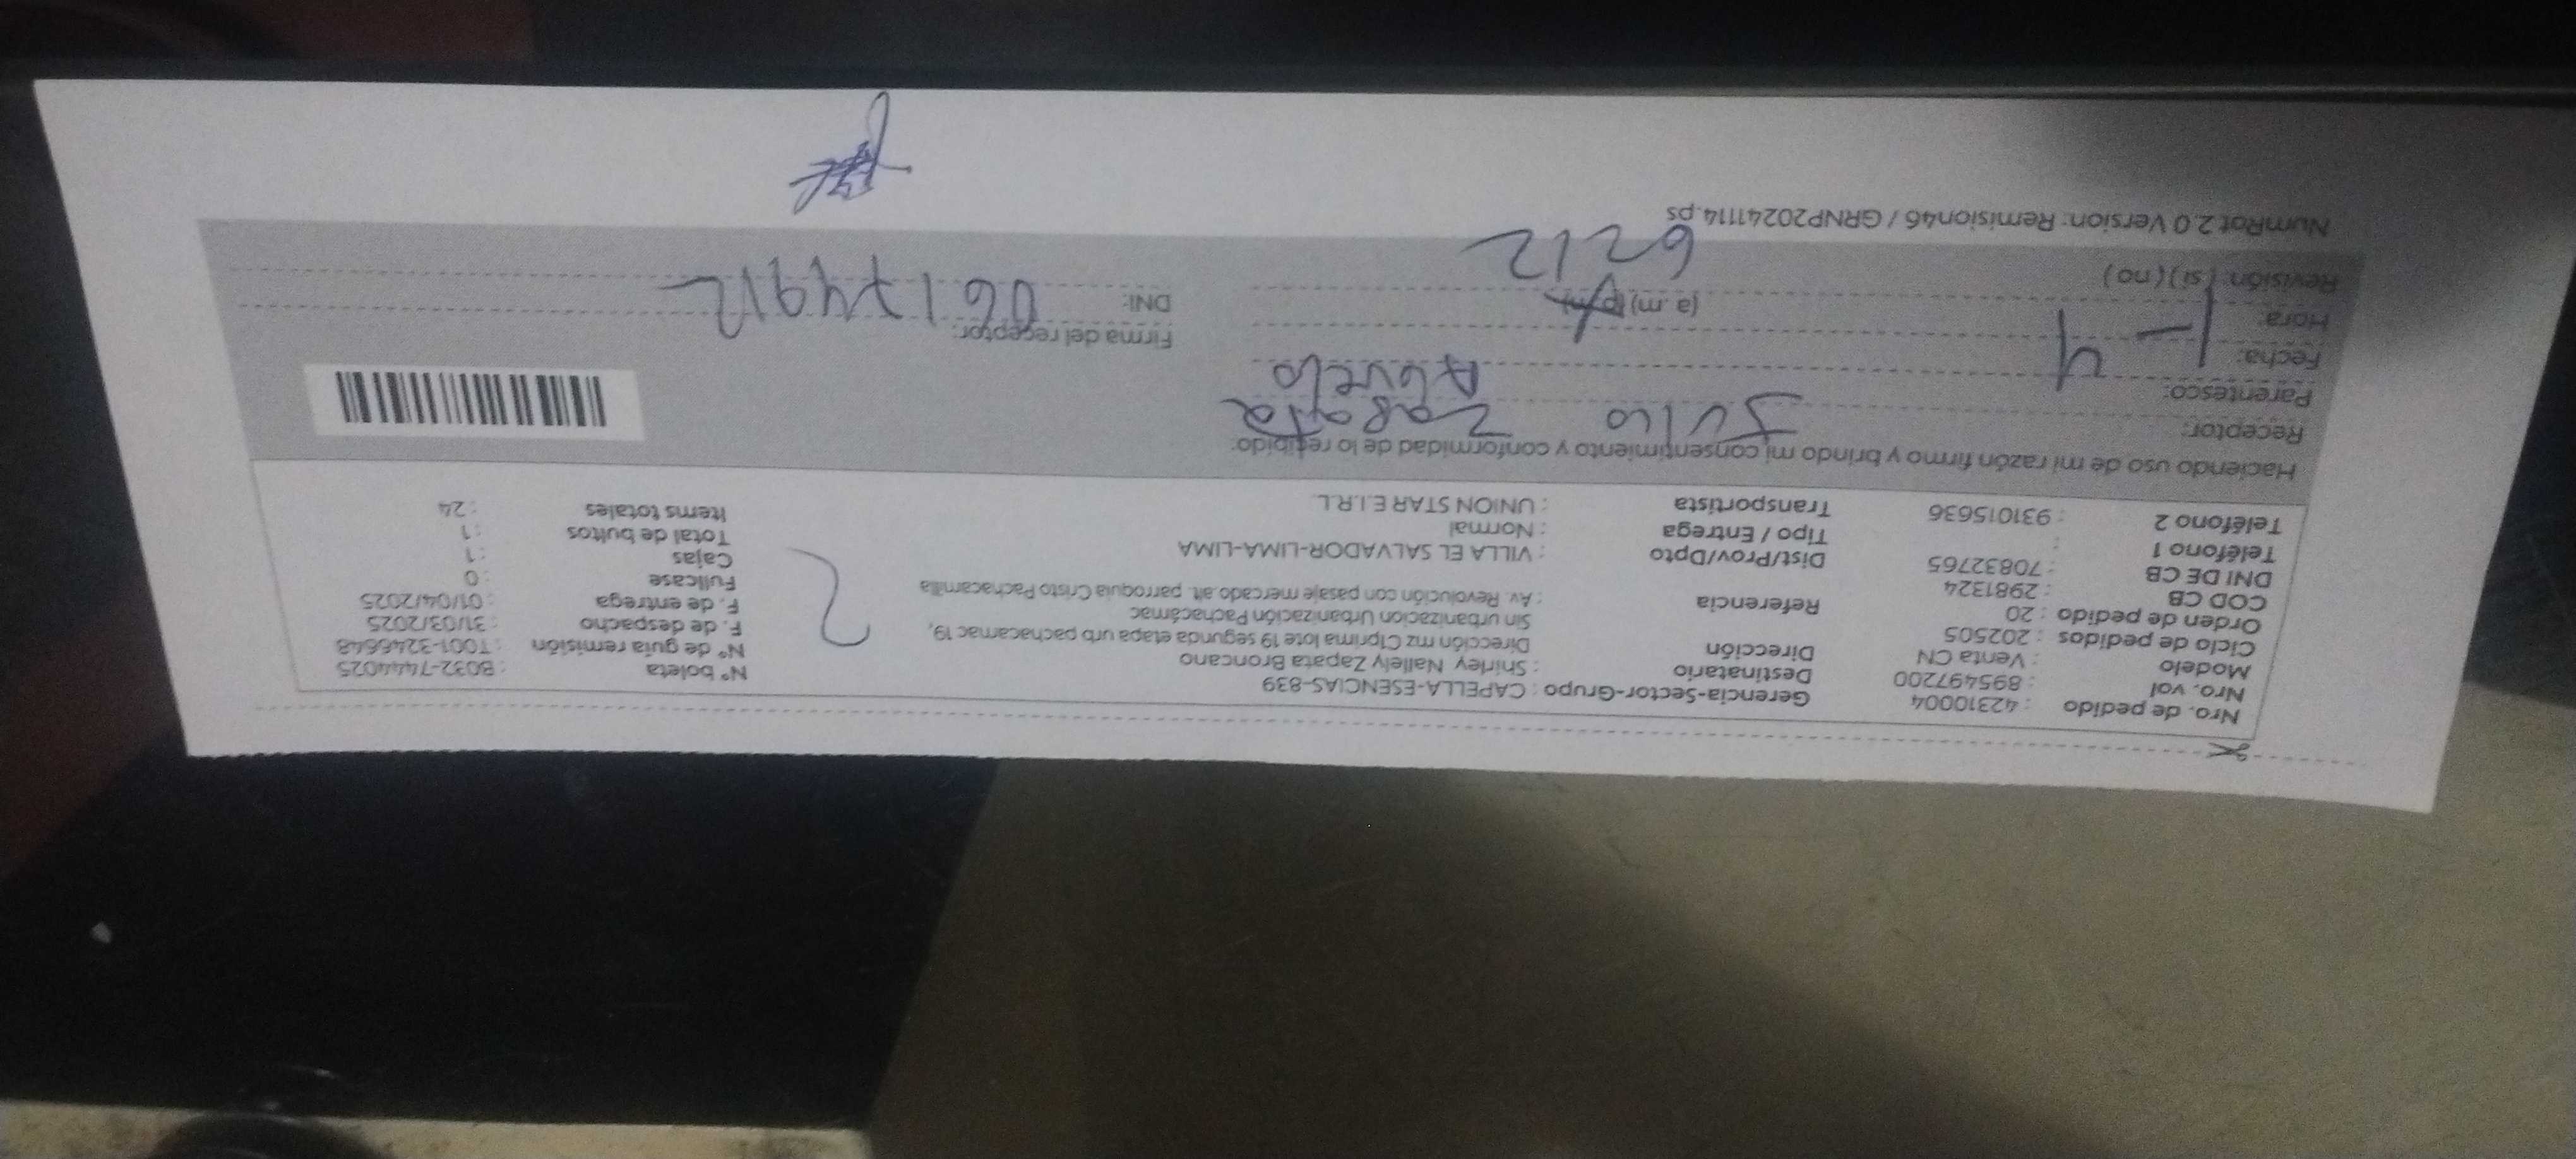 Nro. de pedido : 42310004 Gerencia-Sector-Grupo : CAPELLA-ESENCIAS-839 N° boleta : B032-7444025
Nro. vol : 895497200 Destinatario : Shirley Nallely Zapata Broncano N° de guía remisión : T001-3246648
Modelo : Venta CN Dirección Dirección mz C1prima lote 19 segunda etapa urb pachacamac 19, F. de despacho : 31/03/2025
Ciclo de pedidos : 202505 Sin urbanizacion Urbanización Pachacámac F. de entrega : 01/04/2025
Orden de pedido : 20 Referencia : Av. Revolución con pasaje mercado alt. parroquia Cristo Pachacamilla Fullcase : 0
COD CB : 2981324 Dist/Prov/Dpto : VILLA EL SALVADOR-LIMA-LIMA Cajas : 1
DNI DE CB : 70832765 Tipo / Entrega : Normal Total de bultos : 1
Teléfono 1 : Transportista : UNION STAR E.I.R.L. Items totales : 24
Teléfono 2 : 931015636
Haciendo uso de mi razón firmo y brindo mi consentimiento y conformidad de lo recibido:
Receptor: Julio Zapata
Parentesco: Aguelo
Fecha: 1-4
Hora: (a.m) (p.m) Firma del receptor:
Revisión: (si) (no) 6212 DNI: 06174912
NumRot 2.0 Version: Remision46 / GRNP20241114.ps